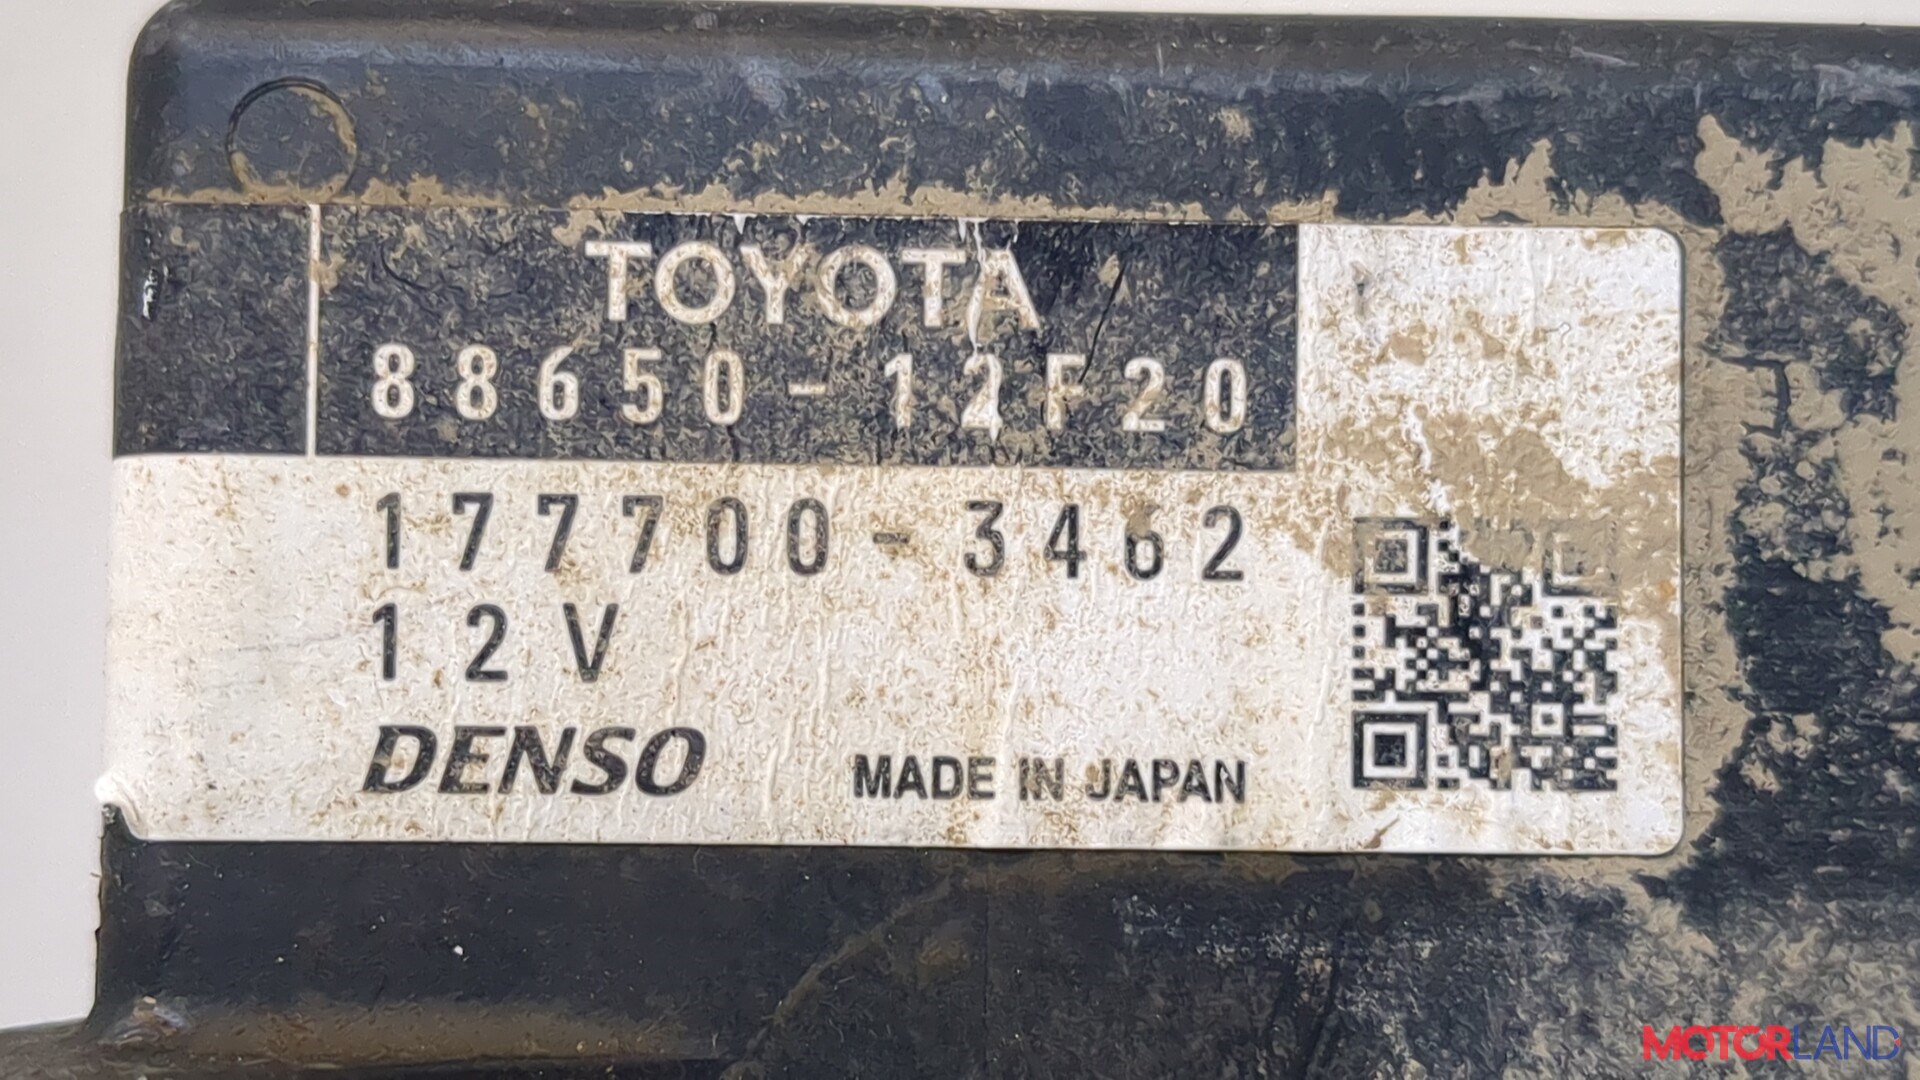 TOYOTA
88650-12F20
177700-3462
12V
DENSO MADE IN JAPAN
MOTORLAND